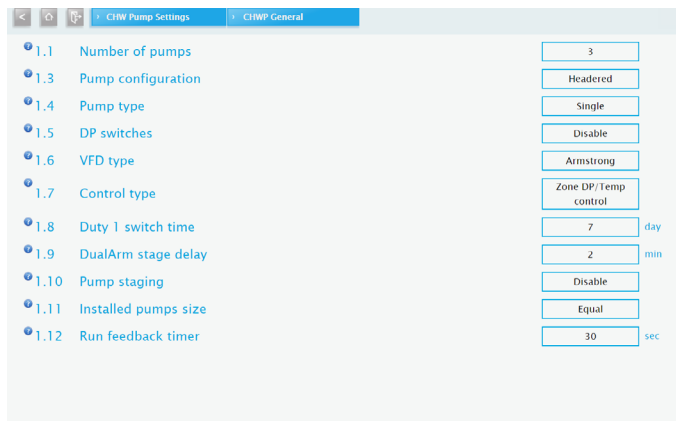 CHW Pump Settings CHWP General
1.1 Number of pumps 3
1.3 Pump configuration Headered
1.4 Pump type Single
1.5 DP switches Disable
1.6 VFD type Armstrong
1.7 Control type Zone DP/Temp control
1.8 Duty 1 switch time 7 day
1.9 DualArm stage delay 2 min
1.10 Pump staging Disable
1.11 Installed pumps size Equal
1.12 Run feedback timer 30 sec